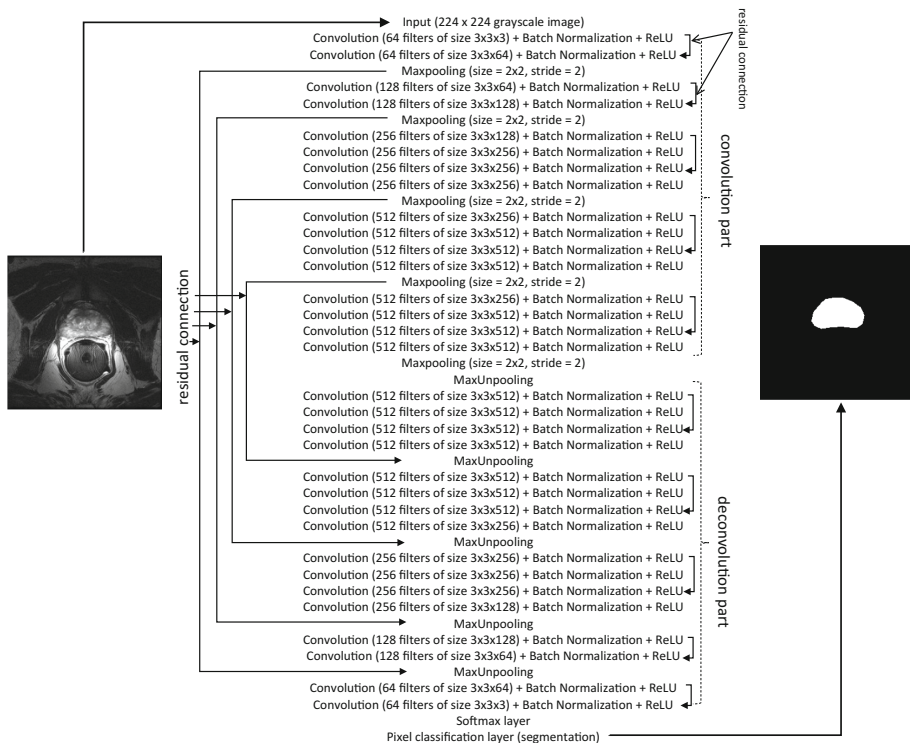 Input (224 x 224 grayscale image)
Convolution (64 filters of size 3x3x3) + Batch Normalization + ReLU
Convolution (64 filters of size 3x3x64) + Batch Normalization + ReLU
Maxpooling (size = 2x2, stride = 2)
Convolution (128 filters of size 3x3x64) + Batch Normalization + ReLU
Convolution (128 filters of size 3x3x128) + Batch Normalization + ReLU
Maxpooling (size = 2x2, stride = 2)
Convolution (256 filters of size 3x3x128) + Batch Normalization + ReLU
Convolution (256 filters of size 3x3x256) + Batch Normalization + ReLU
Convolution (256 filters of size 3x3x256) + Batch Normalization + ReLU
Convolution (256 filters of size 3x3x256) + Batch Normalization + ReLU
Maxpooling (size = 2x2, stride = 2)
Convolution (512 filters of size 3x3x256) + Batch Normalization + ReLU
Convolution (512 filters of size 3x3x512) + Batch Normalization + ReLU
Convolution (512 filters of size 3x3x512) + Batch Normalization + ReLU
Convolution (512 filters of size 3x3x512) + Batch Normalization + ReLU
Maxpooling (size = 2x2, stride = 2)
Convolution (512 filters of size 3x3x256) + Batch Normalization + ReLU
Convolution (512 filters of size 3x3x512) + Batch Normalization + ReLU
Convolution (512 filters of size 3x3x512) + Batch Normalization + ReLU
Convolution (512 filters of size 3x3x512) + Batch Normalization + ReLU
Maxpooling (size = 2x2, stride = 2)
MaxUnpooling
Convolution (512 filters of size 3x3x512) + Batch Normalization + ReLU
Convolution (512 filters of size 3x3x512) + Batch Normalization + ReLU
Convolution (512 filters of size 3x3x512) + Batch Normalization + ReLU
Convolution (512 filters of size 3x3x512) + Batch Normalization + ReLU
MaxUnpooling
Convolution (512 filters of size 3x3x512) + Batch Normalization + ReLU
Convolution (512 filters of size 3x3x512) + Batch Normalization + ReLU
Convolution (512 filters of size 3x3x512) + Batch Normalization + ReLU
Convolution (512 filters of size 3x3x256) + Batch Normalization + ReLU
MaxUnpooling
Convolution (256 filters of size 3x3x256) + Batch Normalization + ReLU
Convolution (256 filters of size 3x3x256) + Batch Normalization + ReLU
Convolution (256 filters of size 3x3x256) + Batch Normalization + ReLU
Convolution (256 filters of size 3x3x128) + Batch Normalization + ReLU
MaxUnpooling
Convolution (128 filters of size 3x3x128) + Batch Normalization + ReLU
Convolution (128 filters of size 3x3x64) + Batch Normalization + ReLU
MaxUnpooling
Convolution (64 filters of size 3x3x64) + Batch Normalization + ReLU
Convolution (64 filters of size 3x3x3) + Batch Normalization + ReLU
Softmax layer
Pixel classification layer (segmentation)
residual connection
residual connection
convolution part
deconvolution part